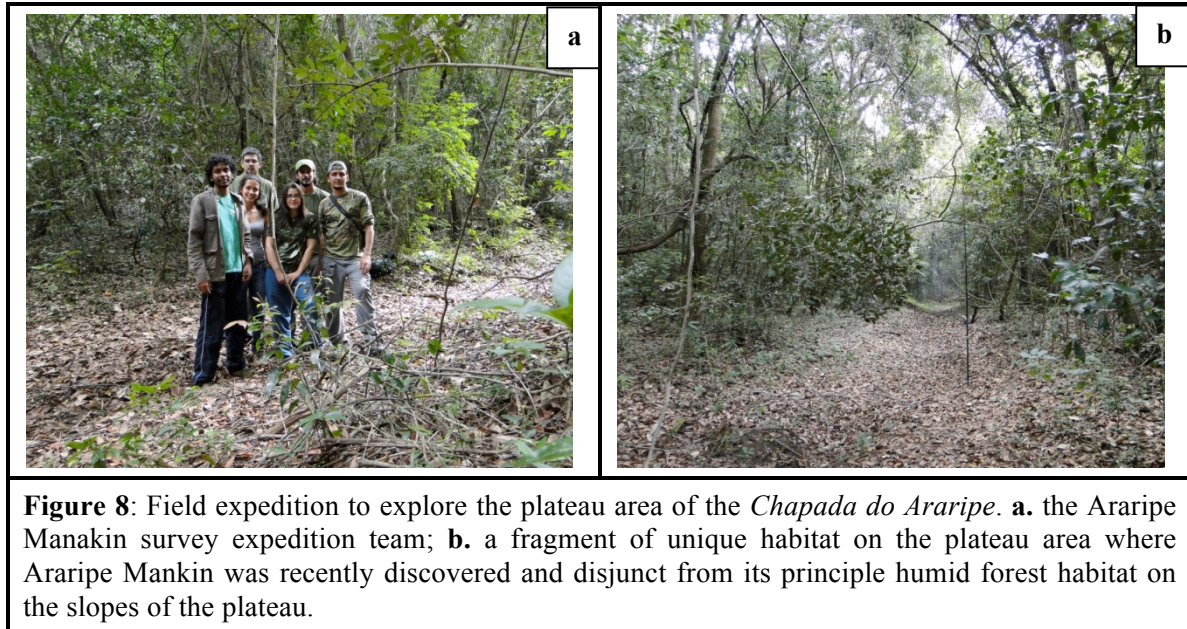 a
b
Figure 8: Field expedition to explore the plateau area of the Chapada do Araripe. a. the Araripe
Manakin survey expedition team; b. a fragment of unique habitat on the plateau area where
Araripe Mankin was recently discovered and disjunct from its principle humid forest habitat on
the slopes of the plateau.